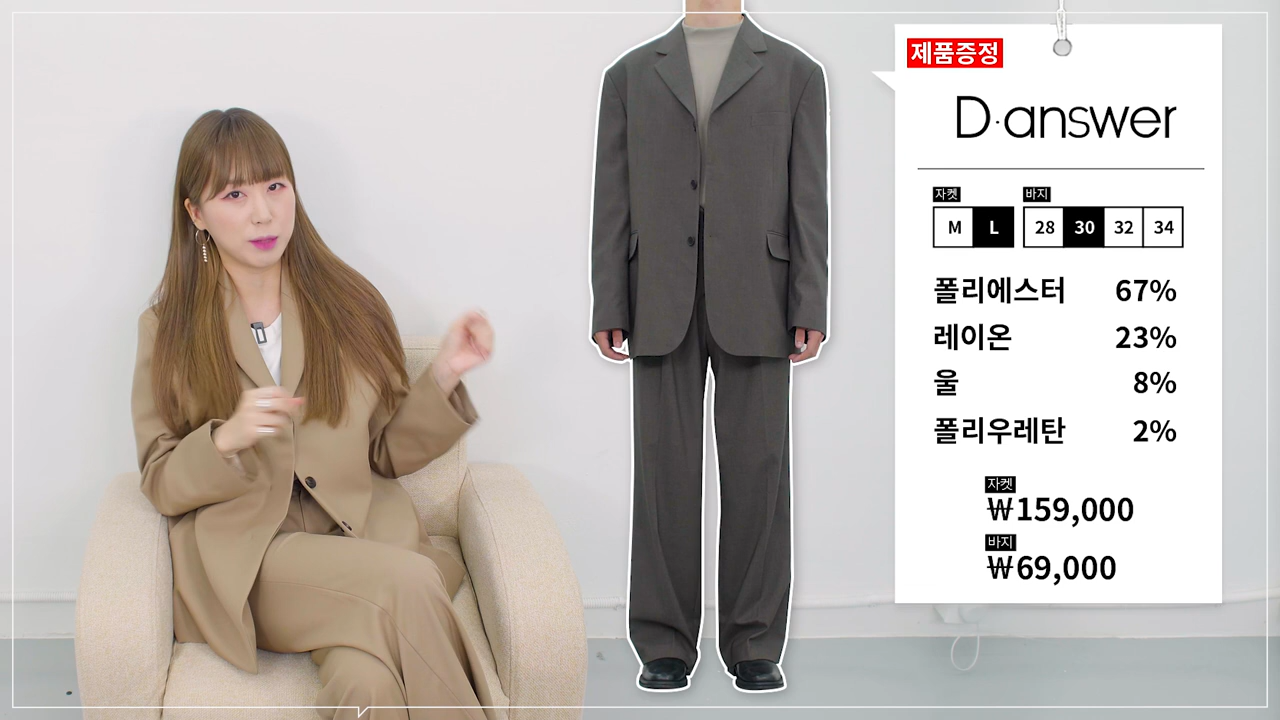 제품증정
D·answer
자켓 바지
M L 28 30 32 34
폴리에스터 67%
레이온 23%
울 8%
폴리우레탄 2%
자켓
₩159,000
바지
₩69,000